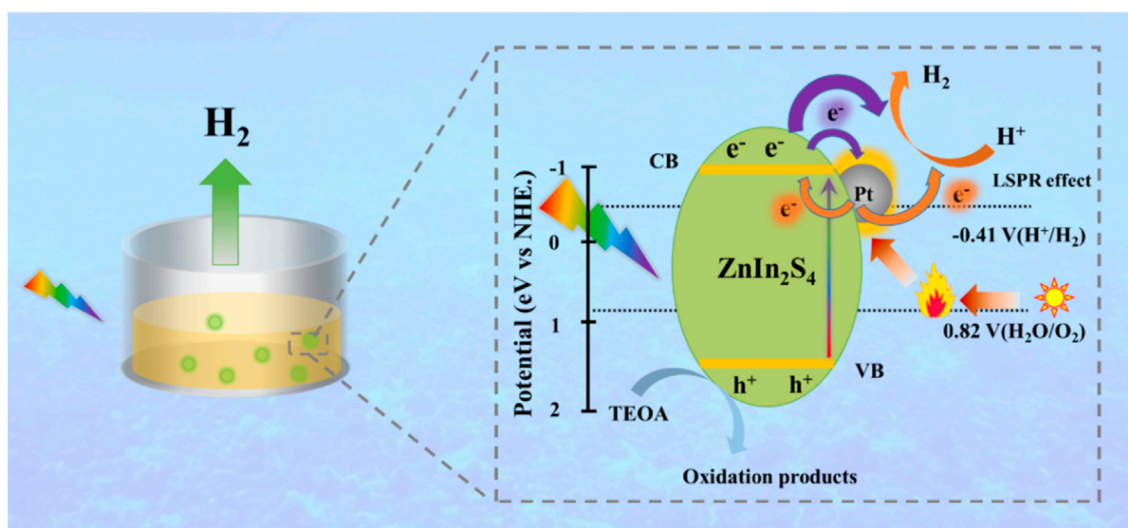 H₂
Potential (eV vs NHE.)
-1
0
1
2
CB
e⁻ e⁻
e⁻
H₂
H⁺
Pt
LSPR effect
e⁻
e⁻
-0.41 V(H⁺/H₂)
ZnIn₂S₄
0.82 V(H₂O/O₂)
VB
h⁺ h⁺
TEOA
Oxidation products